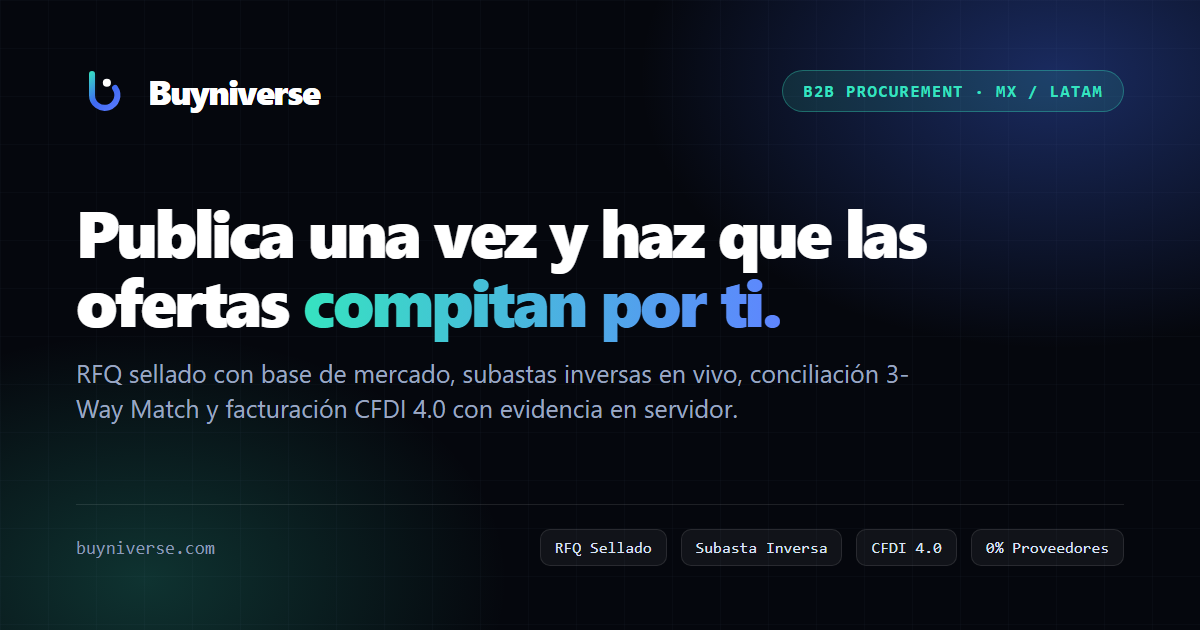 Buyniverse
B2B PROCUREMENT · MX / LATAM
Publica una vez y haz que las
ofertas compitan por ti.
RFQ sellado con base de mercado, subastas inversas en vivo, conciliación 3-
Way Match y facturación CFDI 4.0 con evidencia en servidor.
buyniverse.com
RFQ Sellado
Subasta Inversa
CFDI 4.0
0% Proveedores